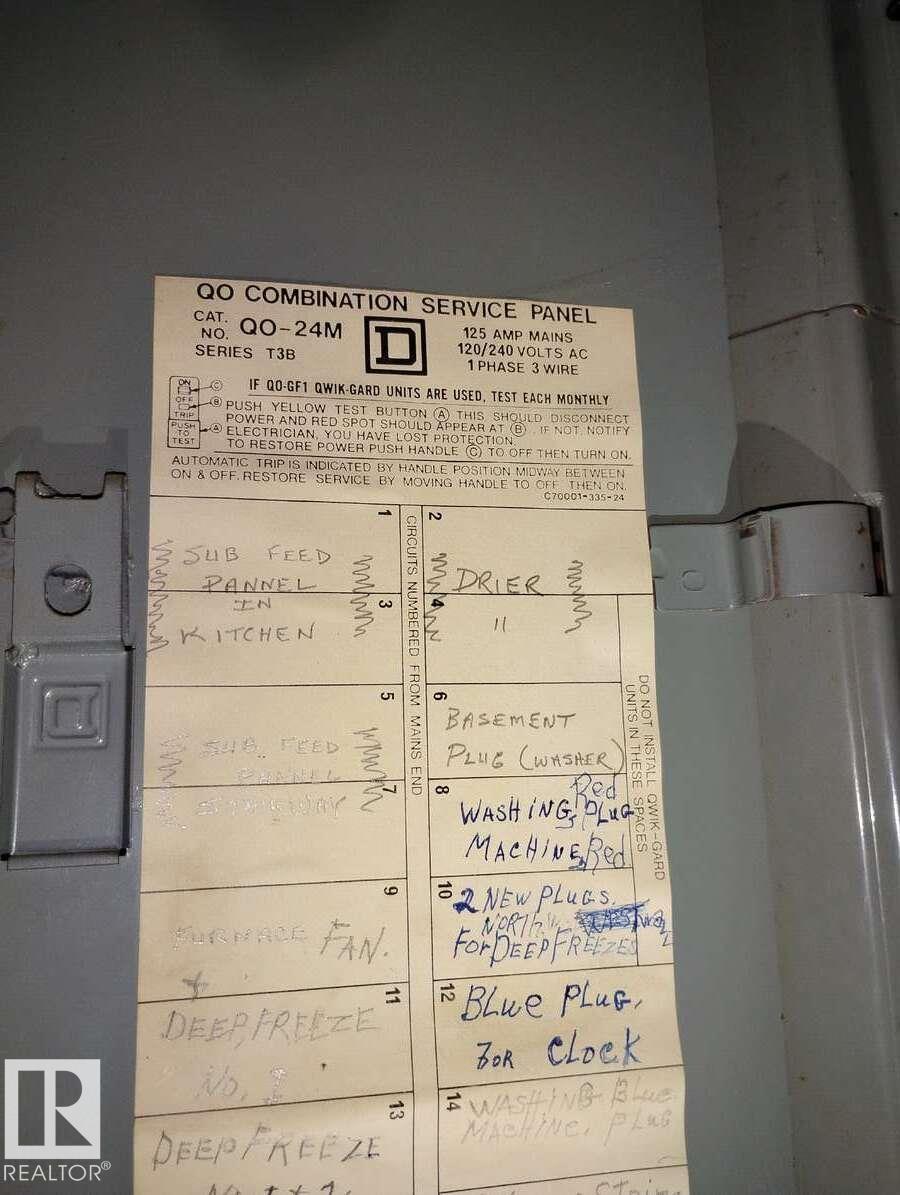 QO COMBINATION SERVICE PANEL
CAT. NO. QO-24M
SERIES T3B
D
125 AMP MAINS
120/240 VOLTS AC
1 PHASE 3 WIRE
IF QO-GF1 QWIK-GARD UNITS ARE USED, TEST EACH MONTHLY
ON
OFF
TRIP
PUSH TO TEST
C
B
A
PUSH YELLOW TEST BUTTON (A) THIS SHOULD DISCONNECT
POWER AND RED SPOT SHOULD APPEAR AT (B). IF NOT, NOTIFY
ELECTRICIAN, YOU HAVE LOST PROTECTION.
TO RESTORE POWER PUSH HANDLE (C) TO OFF THEN TURN ON.
AUTOMATIC TRIP IS INDICATED BY HANDLE POSITION MIDWAY BETWEEN
ON & OFF. RESTORE SERVICE BY MOVING HANDLE TO OFF THEN ON.
C70001-335-24
CIRCUITS NUMBERED FROM MAINS END
1
SUB FEED
PANNEL
IN
3
KITCHEN
5
SUB FEED
PANNEL
7
STAIRWAY
9
FURNACE FAN.
+
11
DEEP, FREEZE
No. 1
13
DEEP FREEZE
2
DRIER
4
"
6
BASEMENT
PLUG (WASHER)
8
Red
WASHING PLUG
MACHINE Red
10
2 NEW PLUGS.
NORTH
FOR DEEP FREEZES
12
BLUE PLUG.
FOR CLOCK
14
WASHING BLUE
MACHINE. PLUG
DO NOT INSTALL QWIK-GARD
UNITS IN THESE SPACES
R
REALTOR®